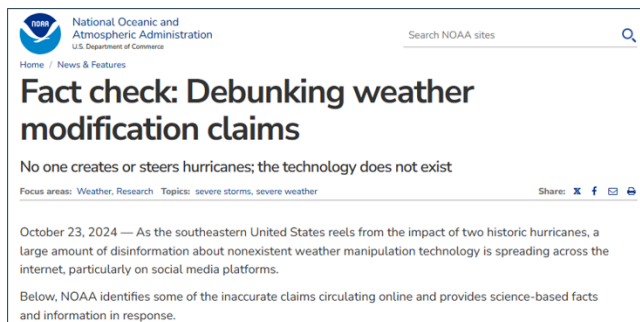 NOAA
National Oceanic and
Atmospheric Administration
U.S. Department of Commerce
Search NOAA sites
Home / News & Features
Fact check: Debunking weather
modification claims
No one creates or steers hurricanes; the technology does not exist
Focus areas: Weather, Research Topics: severe storms, severe weather
Share:
October 23, 2024 — As the southeastern United States reels from the impact of two historic hurricanes, a
large amount of disinformation about nonexistent weather manipulation technology is spreading across the
internet, particularly on social media platforms.
Below, NOAA identifies some of the inaccurate claims circulating online and provides science-based facts
and information in response.